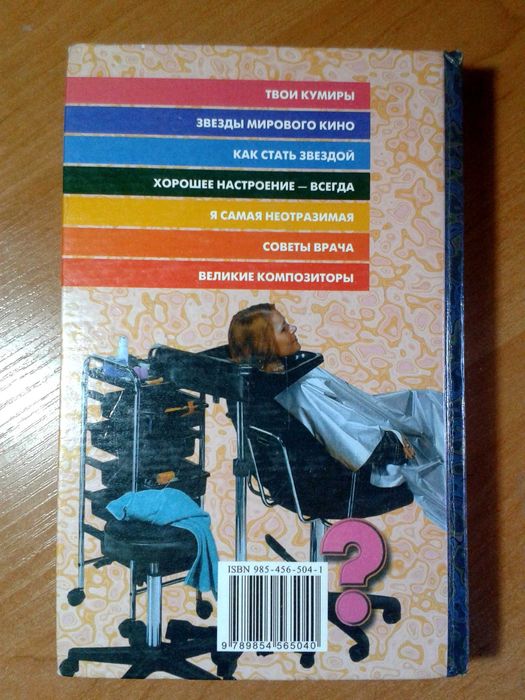 ТВОИ КУМИРЫ
ЗВЕЗДЫ МИРОВОГО КИНО
КАК СТАТЬ ЗВЕЗДОЙ
ХОРОШЕЕ НАСТРОЕНИЕ — ВСЕГДА
Я САМАЯ НЕОТРАЗИМАЯ
СОВЕТЫ ВРАЧА
ВЕЛИКИЕ КОМПОЗИТОРЫ
?
ISBN 985-456-504-1
9 789854 565040